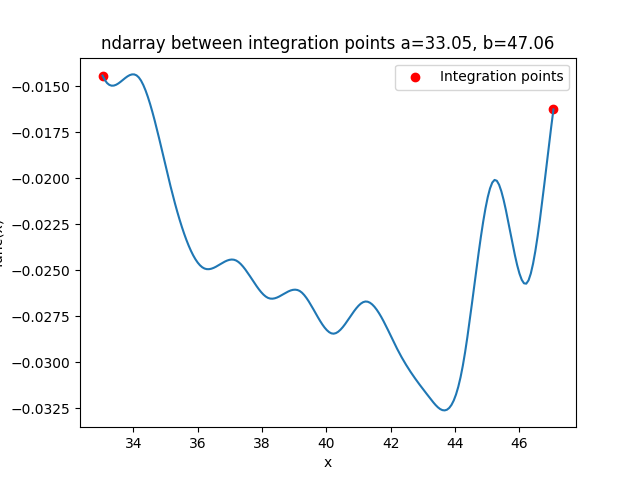 ndarray between integration points a=33.05, b=47.06
Integration points
−0.0150
−0.0175
−0.0200
−0.0225
−0.0250
−0.0275
−0.0300
−0.0325
34 36 38 40 42 44 46
x